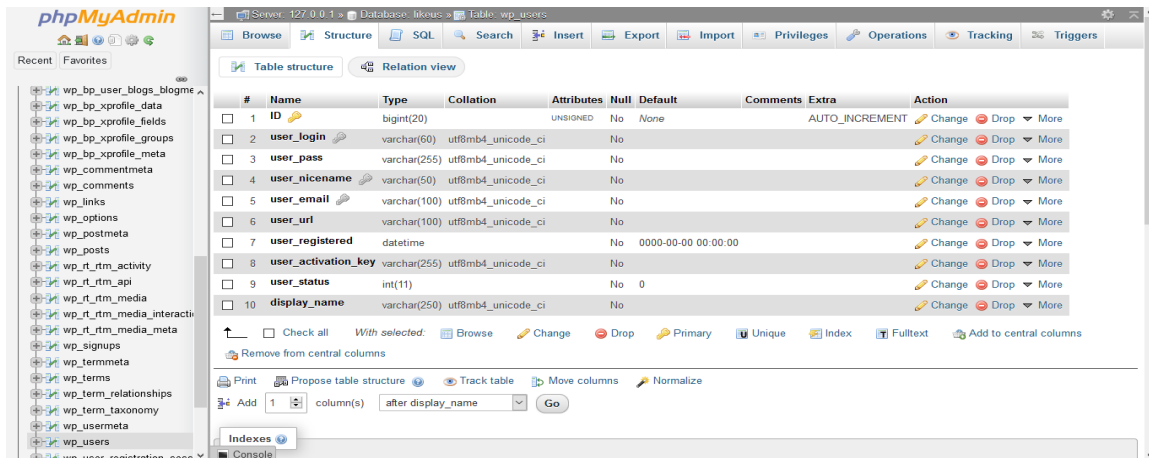 phpMyAdmin
Recent Favorites
wp_bp_user_blogs_blogme
wp_bp_xprofile_data
wp_bp_xprofile_fields
wp_bp_xprofile_groups
wp_bp_xprofile_meta
wp_commentmeta
wp_comments
wp_links
wp_options
wp_postmeta
wp_posts
wp_rt_rtm_activity
wp_rt_rtm_api
wp_rt_rtm_media
wp_rt_rtm_media_interacti
wp_rt_rtm_media_meta
wp_signups
wp_termmeta
wp_terms
wp_term_relationships
wp_term_taxonomy
wp_usermeta
wp_users
Server: 127.0.0.1 » Database: likeus » Table: wp_users
Browse Structure SQL Search Insert Export Import Privileges Operations Tracking Triggers
Table structure Relation view
# Name Type Collation Attributes Null Default Comments Extra Action
1 ID bigint(20) UNSIGNED No None AUTO_INCREMENT Change Drop More
2 user_login varchar(60) utf8mb4_unicode_ci No Change Drop More
3 user_pass varchar(255) utf8mb4_unicode_ci No Change Drop More
4 user_nicename varchar(50) utf8mb4_unicode_ci No Change Drop More
5 user_email varchar(100) utf8mb4_unicode_ci No Change Drop More
6 user_url varchar(100) utf8mb4_unicode_ci No Change Drop More
7 user_registered datetime No 0000-00-00 00:00:00 Change Drop More
8 user_activation_key varchar(255) utf8mb4_unicode_ci No Change Drop More
9 user_status int(11) No 0 Change Drop More
10 display_name varchar(250) utf8mb4_unicode_ci No Change Drop More
Check all With selected: Browse Change Drop Primary Unique Index Fulltext Add to central columns
Remove from central columns
Print Propose table structure Track table Move columns Normalize
Add 1 column(s) after display_name Go
Indexes
Console